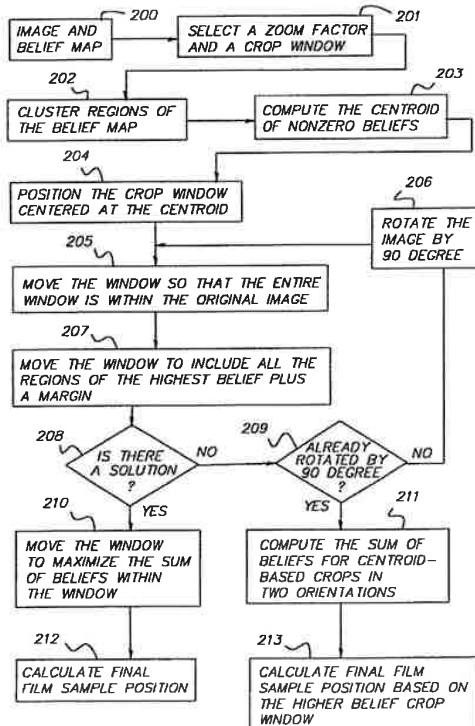 200
IMAGE AND
BELIEF MAP
201
SELECT A ZOOM FACTOR
AND A CROP WINDOW
202
CLUSTER REGIONS OF
THE BELIEF MAP
203
COMPUTE THE CENTROID
OF NONZERO BELIEFS
204
POSITION THE CROP WINDOW
CENTERED AT THE CENTROID
206
ROTATE THE
IMAGE BY
90 DEGREE
205
MOVE THE WINDOW SO THAT THE ENTIRE
WINDOW IS WITHIN THE ORIGINAL IMAGE
207
MOVE THE WINDOW TO INCLUDE ALL THE
REGIONS OF THE HIGHEST BELIEF PLUS
A MARGIN
208
IS THERE
A SOLUTION
?
NO
YES
209
ALREADY
ROTATED BY
90 DEGREE
?
NO
YES
210
MOVE THE WINDOW
TO MAXIMIZE THE SUM
OF BELIEFS WITHIN
THE WINDOW
211
COMPUTE THE SUM OF
BELIEFS FOR CENTROID-
BASED CROPS IN
TWO ORIENTATIONS
212
CALCULATE FINAL
FILM SAMPLE POSITION
213
CALCULATE FINAL FILM
SAMPLE POSITION BASED ON
THE HIGHER BELIEF CROP
WINDOW